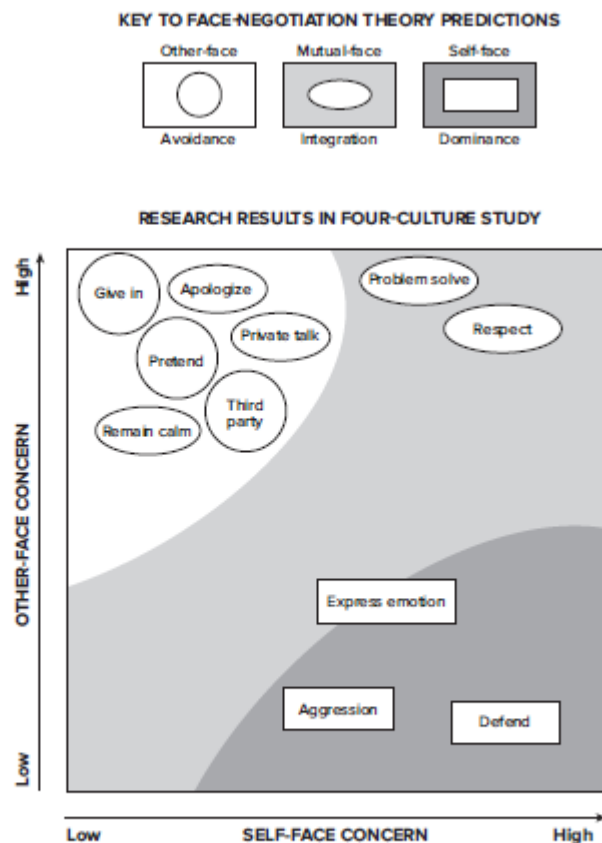 KEY TO FACE-NEGOTIATION THEORY PREDICTIONS
Other-face Mutual-face Self-face
Avoidance Integration Dominance
RESEARCH RESULTS IN FOUR-CULTURE STUDY
High
OTHER-FACE CONCERN
Low
Give in
Apologize
Problem solve
Private talk
Respect
Pretend
Third
party
Remain calm
Express emotion
Aggression
Defend
Low SELF-FACE CONCERN High